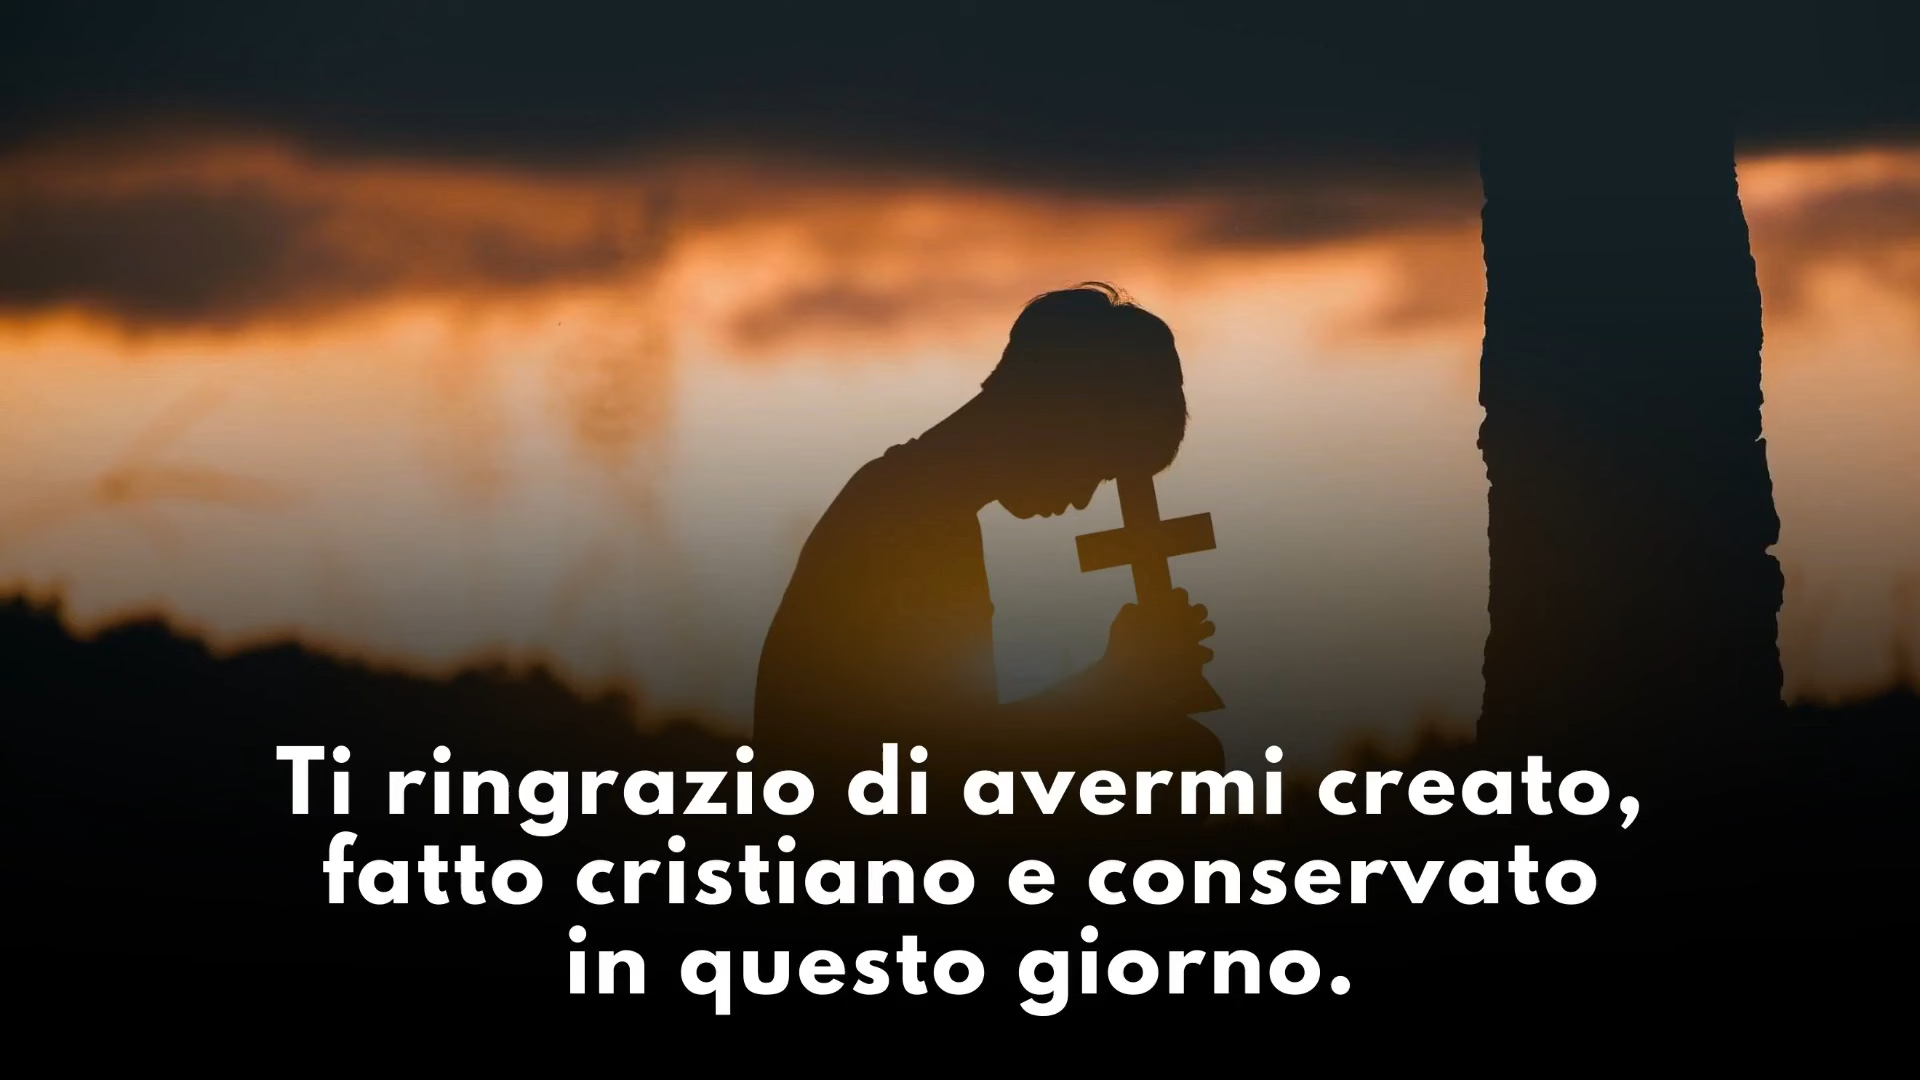 Ti ringrazio di avermi creato,
fatto cristiano e conservato
in questo giorno.